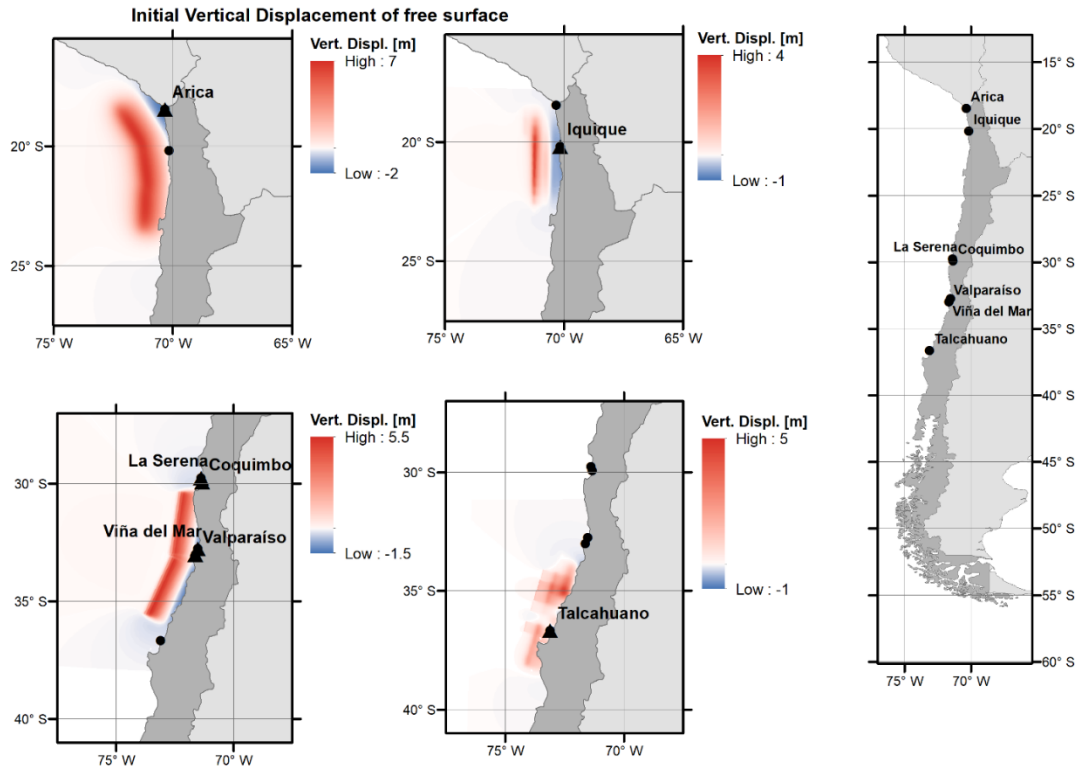 Initial Vertical Displacement of free surface
Vert. Displ. [m]
High : 7
Low : -2
Arica
20° S
25° S
75° W
70° W
65° W
Vert. Displ. [m]
High : 4
Low : -1
Iquique
20° S
25° S
75° W
70° W
65° W
Vert. Displ. [m]
High : 5.5
Low : -1.5
La Serena
Coquimbo
Viña del Mar
Valparaíso
30° S
35° S
40° S
75° W
70° W
Vert. Displ. [m]
High : 5
Low : -1
Talcahuano
30° S
35° S
40° S
75° W
70° W
Arica
Iquique
La Serena
Coquimbo
Valparaíso
Viña del Mar
Talcahuano
15° S
20° S
25° S
30° S
35° S
40° S
45° S
50° S
55° S
60° S
75° W
70° W